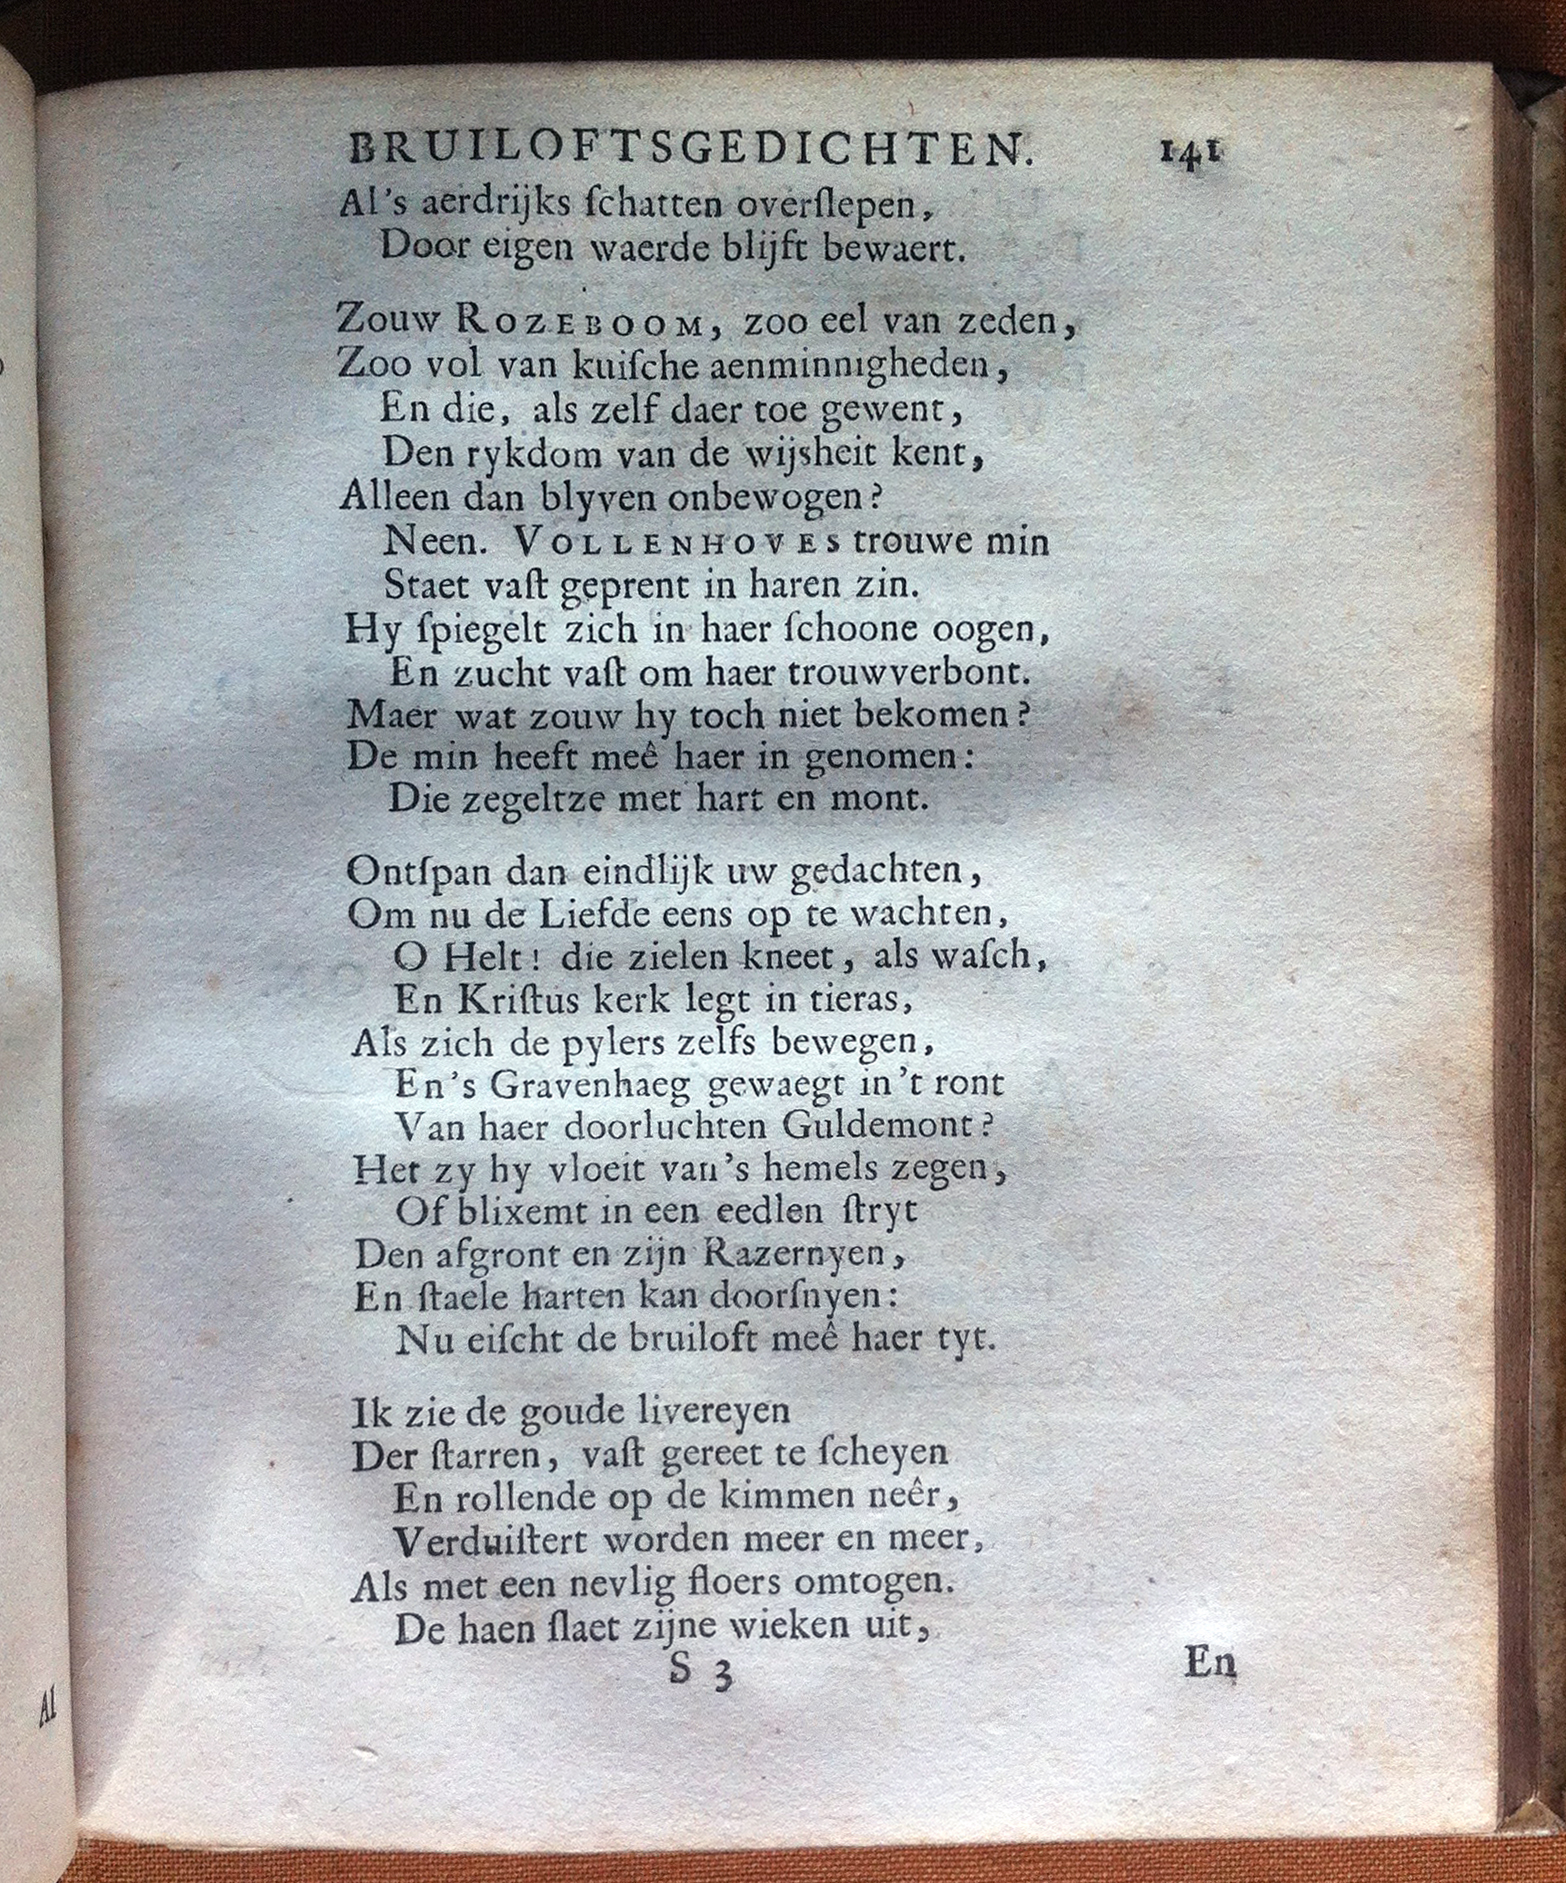 BRUILOFTSGEDICHTEN. 141
Al's aerdrijks ſchatten overſlepen,
Door eigen waerde blijft bewaert.
Zouw ROZEBOOM, zoo eel van zeden,
Zoo vol van kuiſche aenminnigheden,
En die, als zelf daer toe gewent,
Den rykdom van de wijsheit kent,
Alleen dan blyven onbewogen?
Neen. VOLLENHOVES trouwe min
Staet vaſt geprent in haren zin.
Hy ſpiegelt zich in haer ſchoone oogen,
En zucht vaſt om haer trouwverbont.
Maer wat zouw hy toch niet bekomen?
De min heeft meê haer in genomen:
Die zegeltze met hart en mont.
Ontſpan dan eindlijk uw gedachten,
Om nu de Liefde eens op te wachten,
O Helt! die zielen kneet, als waſch,
En Kriſtus kerk legt in tieras,
Als zich de pylers zelfs bewegen,
En's Gravenhaeg gewaegt in't ront
Van haer doorluchten Guldemont?
Het zy hy vloeit van's hemels zegen,
Of blixemt in een eedlen ſtryt
Den afgront en zijn Razernyen,
En ſtaele harten kan doorſnyen:
Nu eiſcht de bruiloft meê haer tyt.
Ik zie de goude livereyen
Der ſtarren, vaſt gereet te ſcheyen
En rollende op de kimmen neêr,
Verduiſtert worden meer en meer,
Als met een nevlig floers omtogen.
De haen ſlaet zijne wieken uit,
S 3 En
Al